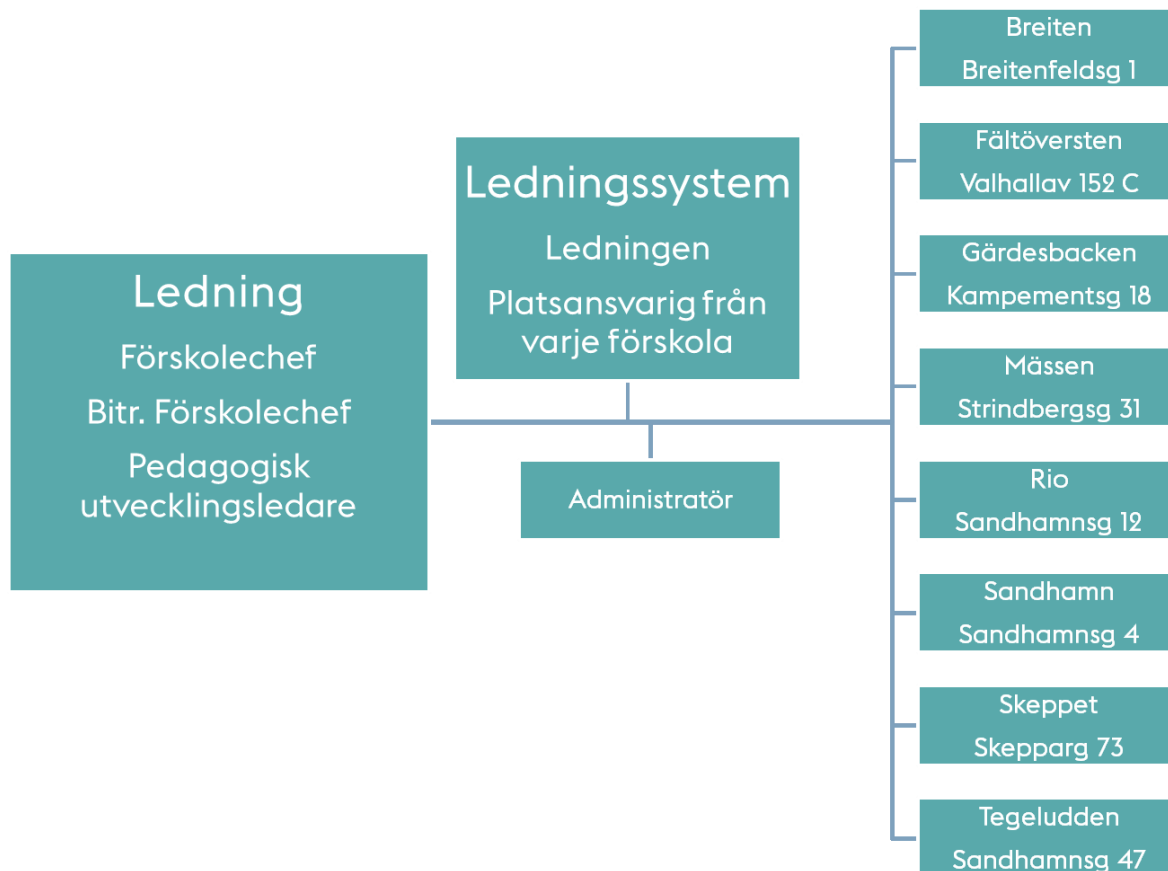 Ledning
Förskolechef
Bitr. Förskolechef
Pedagogisk
utvecklingsledare
Ledningssystem
Ledningen
Platsansvarig från
varje förskola
Administratör
Breiten
Breitenfeldsg 1
Fältöversten
Valhallav 152 C
Gärdesbacken
Kampementsg 18
Mässen
Strindbergsg 31
Rio
Sandhamnsg 12
Sandhamn
Sandhamnsg 4
Skeppet
Skepparg 73
Tegeludden
Sandhamnsg 47